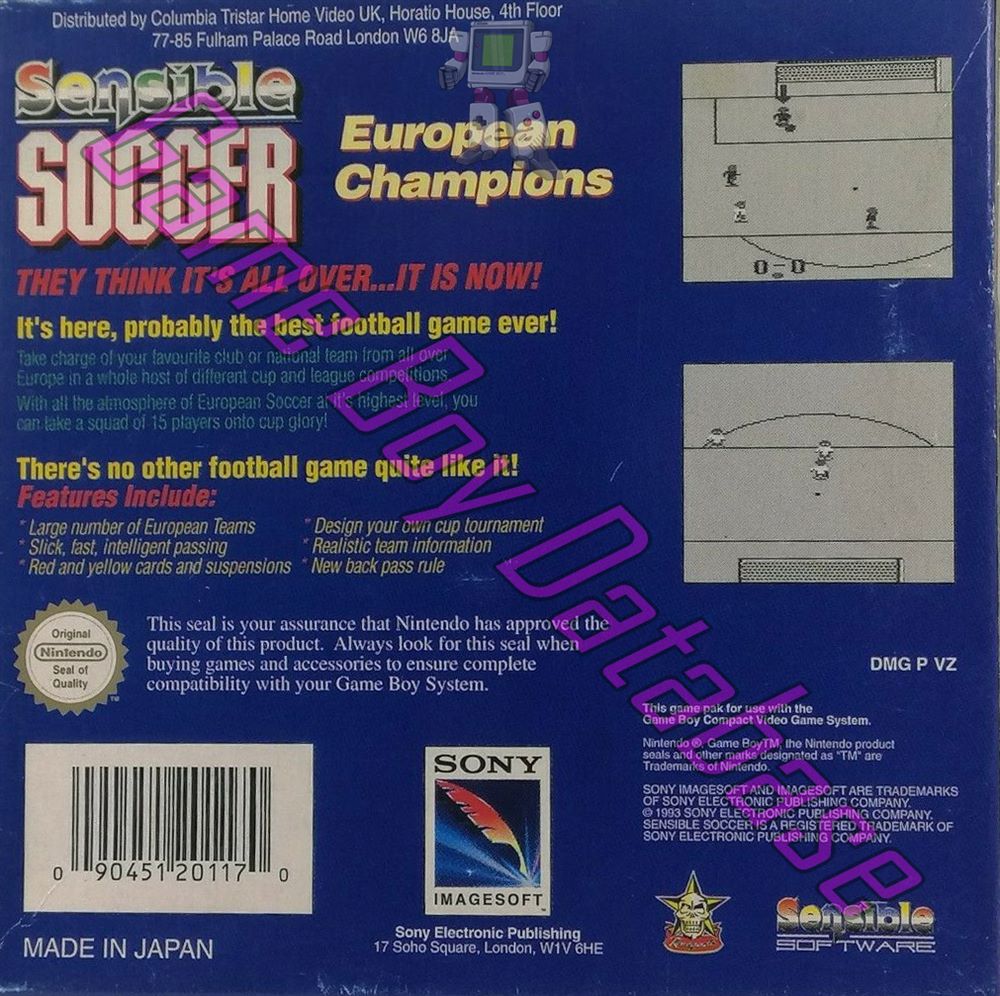 Distributed by Columbia Tristar Home Video UK, Horatio House, 4th Floor
77-85 Fulham Palace Road London W6 8JA
Sensible
SOCCER
European
Champions
THEY THINK IT'S ALL OVER...IT IS NOW!
It's here, probably the best football game ever!
Take charge of your favourite club or national team from all over
Europe in a whole host of different cup and league competitions
With all the atmosphere of European Soccer at it's highest level, you
can take a squad of 15 players onto cup glory!
There's no other football game quite like it!
Features Include:
* Large number of European Teams
* Slick, fast, intelligent passing
* Red and yellow cards and suspensions
* Design your own cup tournament
* Realistic team information
* New back pass rule
0-0
Original
Nintendo
Seal of
Quality
TM
This seal is your assurance that Nintendo has approved the
quality of this product. Always look for this seal when
buying games and accessories to ensure complete
compatibility with your Game Boy System.
DMG P VZ
This game pak for use with the
Game Boy Compact Video Game System.
Nintendo ®, Game BoyTM, the Nintendo product
seals and other marks designated as "TM" are
Trademarks of Nintendo.
SONY IMAGESOFT AND IMAGESOFT ARE TRADEMARKS
OF SONY ELECTRONIC PUBLISHING COMPANY.
© 1993 SONY ELECTRONIC PUBLISHING COMPANY.
SENSIBLE SOCCER IS A REGISTERED TRADEMARK OF
SONY ELECTRONIC PUBLISHING COMPANY.
0 90451 20117 0
MADE IN JAPAN
SONY
IMAGESOFT
Sony Electronic Publishing
17 Soho Square, London, W1V 6HE
Renegade
Sensible
SOFTWARE
Game Boy Database